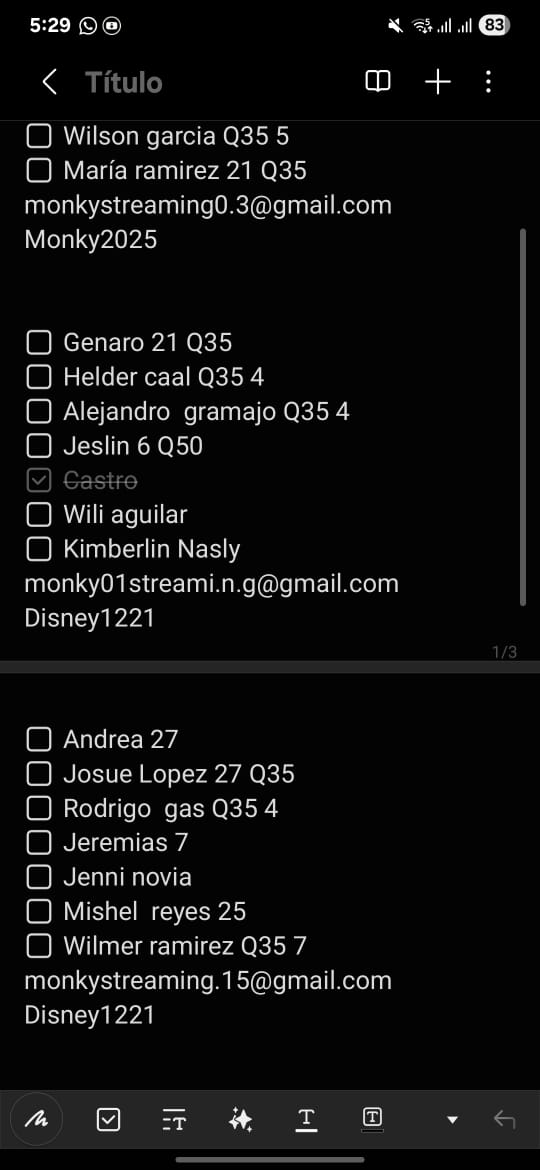 5:29
83
Título
Wilson garcia Q35 5
María ramirez 21 Q35
monkystreaming0.3@gmail.com
Monky2025
Genaro 21 Q35
Helder caal Q35 4
Alejandro  gramajo Q35 4
Jeslin 6 Q50
Castro
Wili aguilar
Kimberlin Nasly
monky01streami.n.g@gmail.com
Disney1221
1/3
Andrea 27
Josue Lopez 27 Q35
Rodrigo  gas Q35 4
Jeremias 7
Jenni novia
Mishel  reyes 25
Wilmer ramirez Q35 7
monkystreaming.15@gmail.com
Disney1221